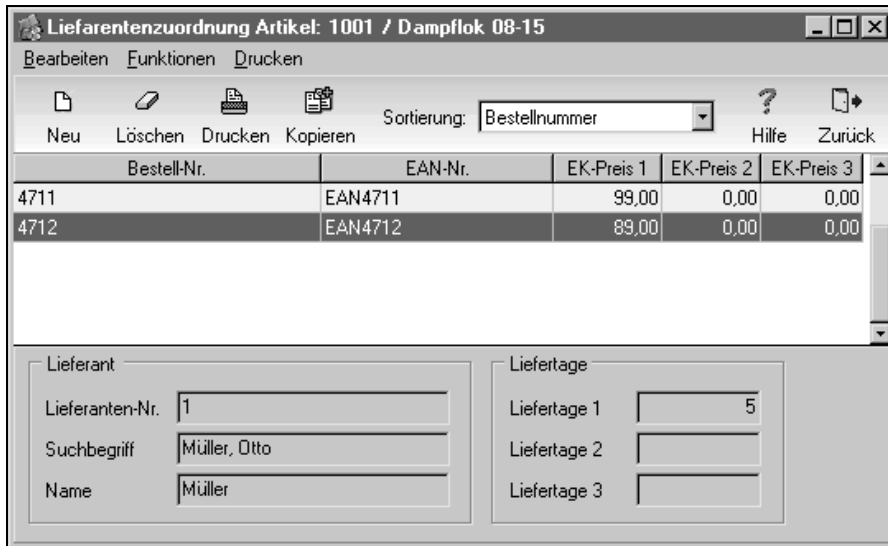 Liefarentenzuordnung Artikel: 1001 / Dampflok 08-15
Bearbeiten Funktionen Drucken
Neu Löschen Drucken Kopieren Sortierung: Bestellnummer Hilfe Zurück
Bestell-Nr. EAN-Nr. EK-Preis 1 EK-Preis 2 EK-Preis 3
4711 EAN4711 99,00 0,00 0,00
4712 EAN4712 89,00 0,00 0,00
Lieferant Liefertage
Lieferanten-Nr. 1 Liefertage 1 5
Suchbegriff Müller, Otto Liefertage 2
Name Müller Liefertage 3